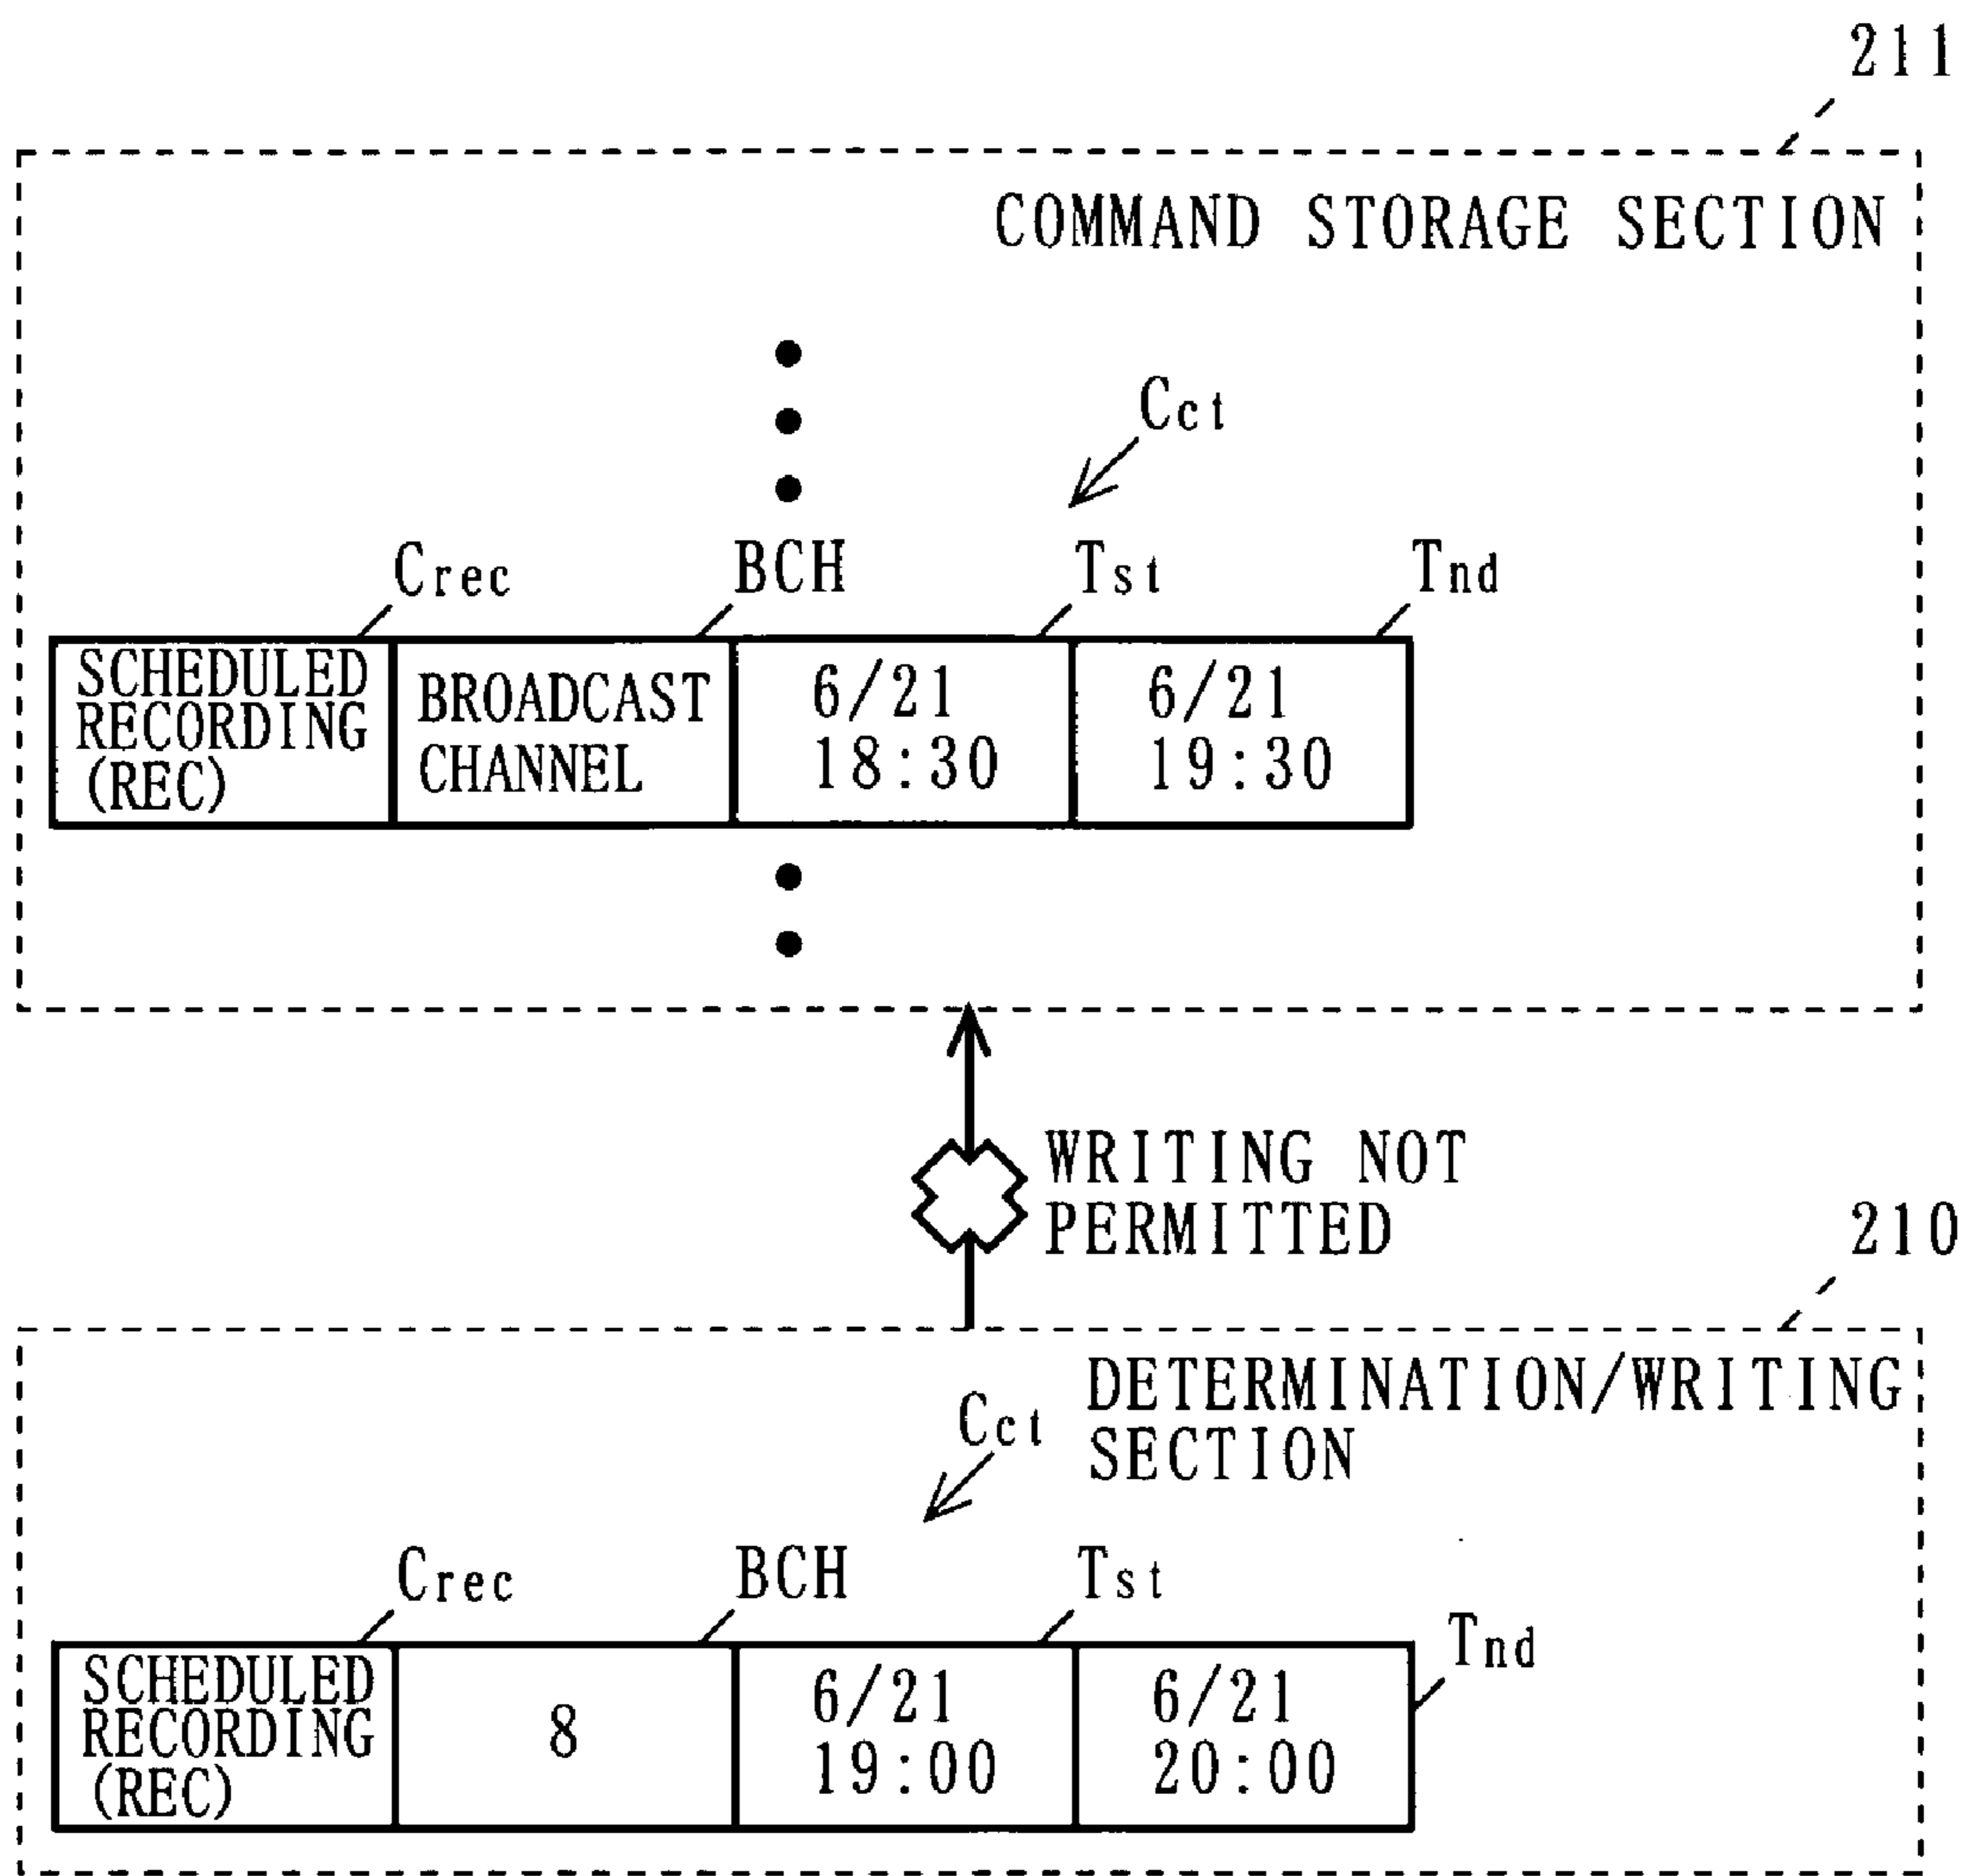 211
COMMAND STORAGE SECTION
Cct
Crec BCH Tst Tnd
SCHEDULED
RECORDING
(REC)
BROADCAST
CHANNEL
6/21
18:30
6/21
19:30
WRITING NOT
PERMITTED
210
DETERMINATION/WRITING
SECTION
Cct
Crec BCH Tst Tnd
SCHEDULED
RECORDING
(REC)
8
6/21
19:00
6/21
20:00